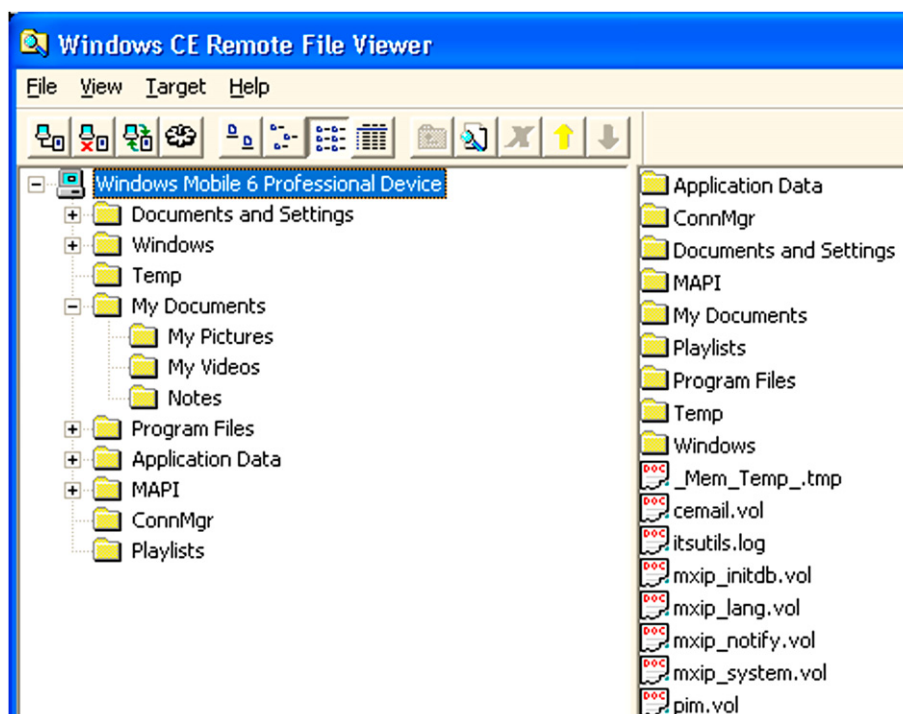 Windows CE Remote File Viewer
File View Target Help
Windows Mobile 6 Professional Device
Documents and Settings
Windows
Temp
My Documents
My Pictures
My Videos
Notes
Program Files
Application Data
MAPI
ConnMgr
Playlists
Application Data
ConnMgr
Documents and Settings
MAPI
My Documents
Playlists
Program Files
Temp
Windows
_Mem_Temp_.tmp
cemail.vol
itsutils.log
mxip_initdb.vol
mxip_lang.vol
mxip_notify.vol
mxip_system.vol
pim.vol